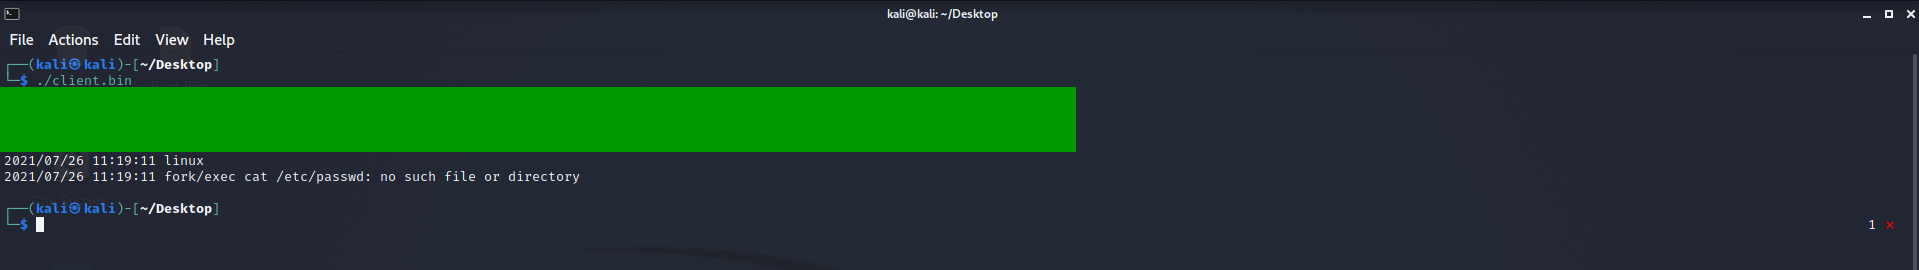 kali@kali: ~/Desktop
File Actions Edit View Help
┌──(kali㉿kali)-[~/Desktop]
└─$ ./client.bin
2021/07/26 11:19:11 linux
2021/07/26 11:19:11 fork/exec cat /etc/passwd: no such file or directory
┌──(kali㉿kali)-[~/Desktop]
└─$ 1 ⨯